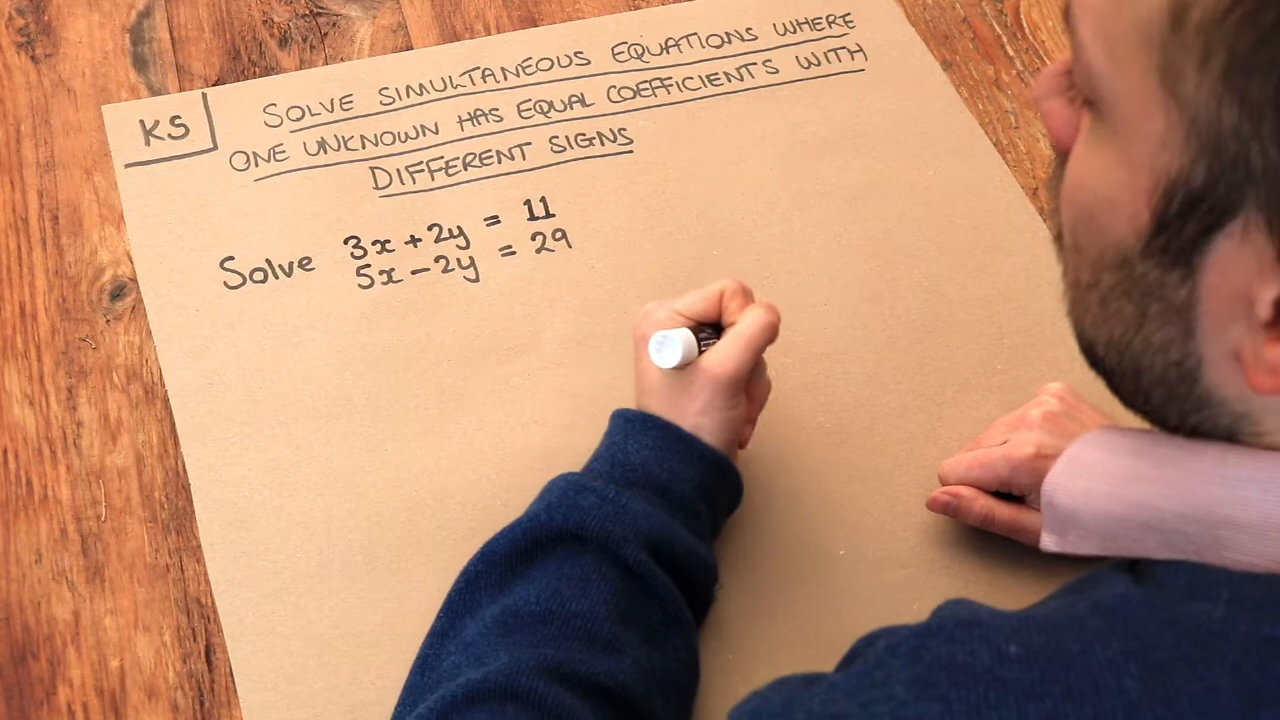 K5
SOLVE SIMULTANEOUS EQUATIONS WHERE
ONE UNKNOWN HAS EQUAL COEFFICIENTS WITH
DIFFERENT SIGNS
Solve 3x + 2y = 11
5x - 2y = 29